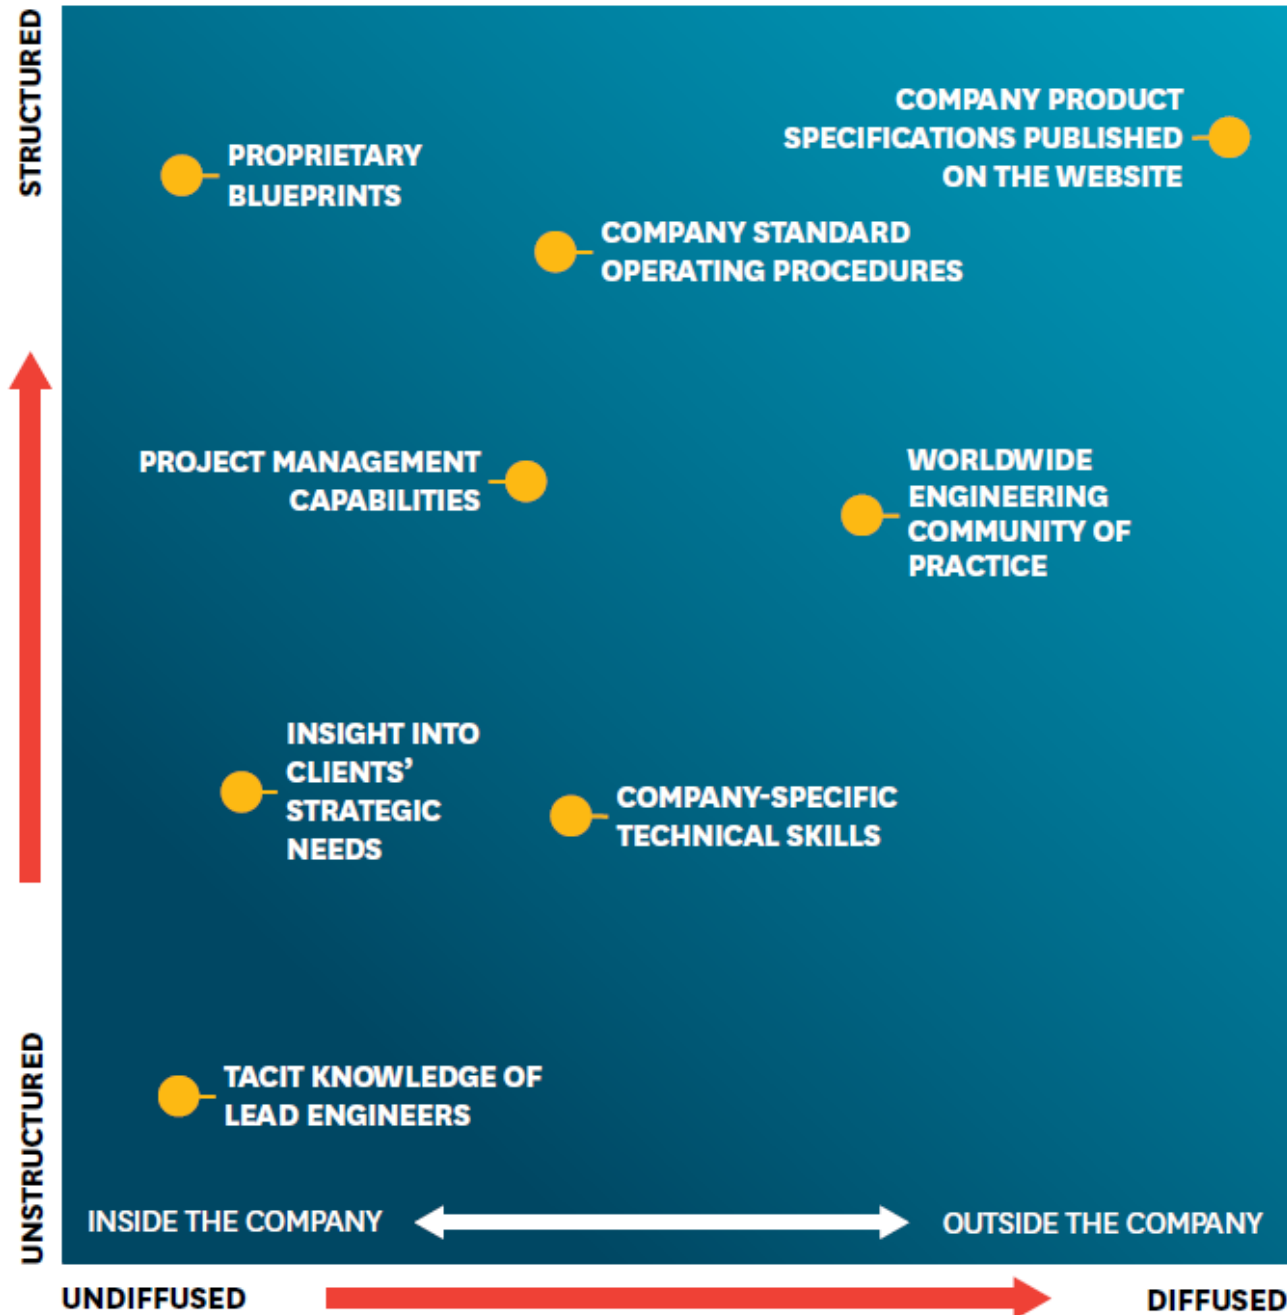 STRUCTURED
COMPANY PRODUCT
SPECIFICATIONS PUBLISHED
ON THE WEBSITE
PROPRIETARY
BLUEPRINTS
COMPANY STANDARD
OPERATING PROCEDURES
PROJECT MANAGEMENT
CAPABILITIES
WORLDWIDE
ENGINEERING
COMMUNITY OF
PRACTICE
INSIGHT INTO
CLIENTS’
STRATEGIC
NEEDS
COMPANY-SPECIFIC
TECHNICAL SKILLS
TACIT KNOWLEDGE OF
LEAD ENGINEERS
UNSTRUCTURED
INSIDE THE COMPANY
OUTSIDE THE COMPANY
UNDIFFUSED
DIFFUSED